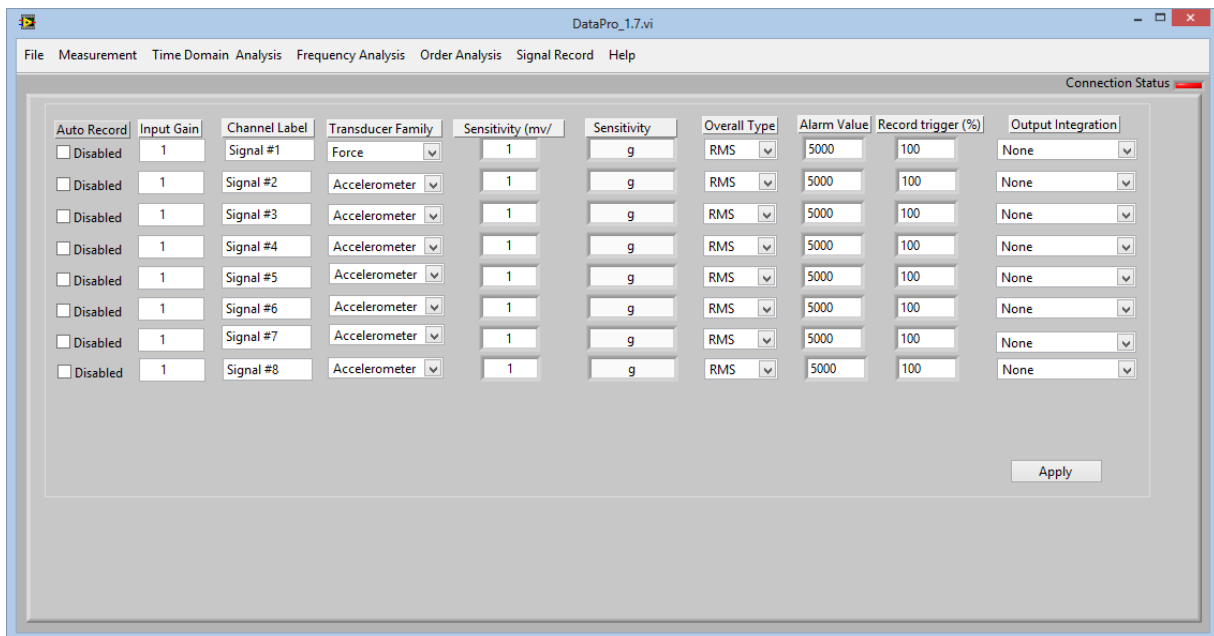 DataPro_1.7.vi
File Measurement Time Domain Analysis Frequency Analysis Order Analysis Signal Record Help
Connection Status
Auto Record Input Gain Channel Label Transducer Family Sensitivity (mv/ Sensitivity Overall Type Alarm Value Record trigger (%) Output Integration
Disabled 1 Signal #1 Force 1 g RMS 5000 100 None
Disabled 1 Signal #2 Accelerometer 1 g RMS 5000 100 None
Disabled 1 Signal #3 Accelerometer 1 g RMS 5000 100 None
Disabled 1 Signal #4 Accelerometer 1 g RMS 5000 100 None
Disabled 1 Signal #5 Accelerometer 1 g RMS 5000 100 None
Disabled 1 Signal #6 Accelerometer 1 g RMS 5000 100 None
Disabled 1 Signal #7 Accelerometer 1 g RMS 5000 100 None
Disabled 1 Signal #8 Accelerometer 1 g RMS 5000 100 None
Apply